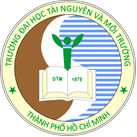 TRƯỜNG ĐẠI HỌC TÀI NGUYÊN VÀ MÔI TRƯỜNG
DTM 1976
THÀNH PHỐ HỒ CHÍ MINH